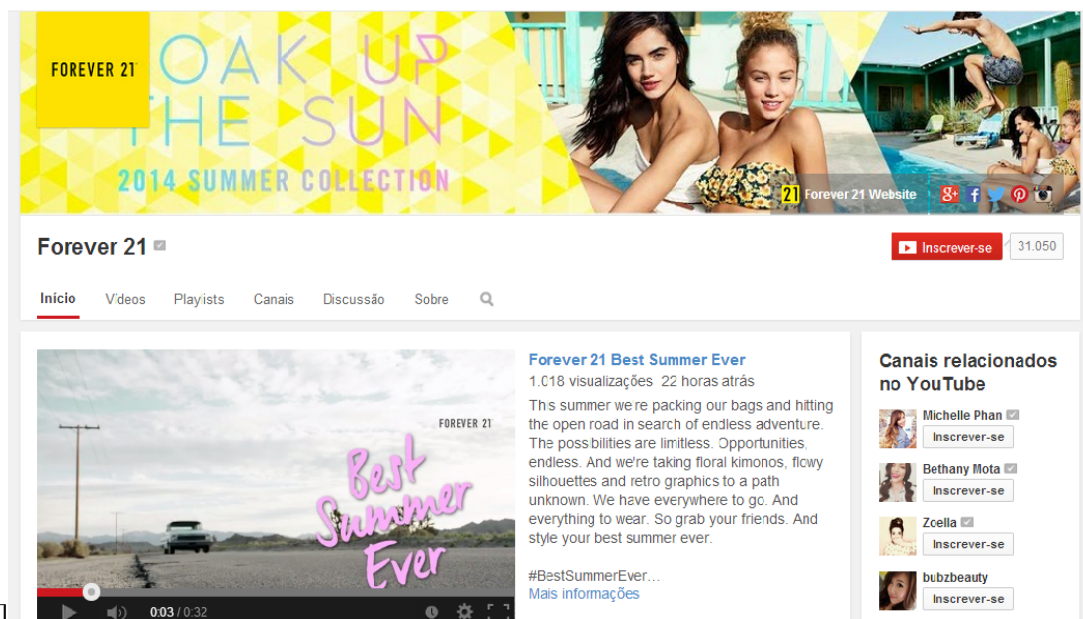 FOREVER 21
OAK UP
THE SUN
2014 SUMMER COLLECTION
21 Forever 21 Website
Forever 21
Inscrever-se 31.050
Início Vídeos Playlists Canais Discussão Sobre
FOREVER 21
Best
Summer
Ever
0:03 / 0:32
Forever 21 Best Summer Ever
1.018 visualizações 22 horas atrás
This summer we're packing our bags and hitting
the open road in search of endless adventure.
The possibilities are limitless. Opportunities,
endless. And we're taking floral kimonos, flowy
silhouettes and retro graphics to a path
unknown. We have everywhere to go. And
everything to wear. So grab your friends. And
style your best summer ever.
#BestSummerEver...
Mais informações
Canais relacionados
no YouTube
Michelle Phan
Inscrever-se
Bethany Mota
Inscrever-se
Zoella
Inscrever-se
bubzbeauty
Inscrever-se